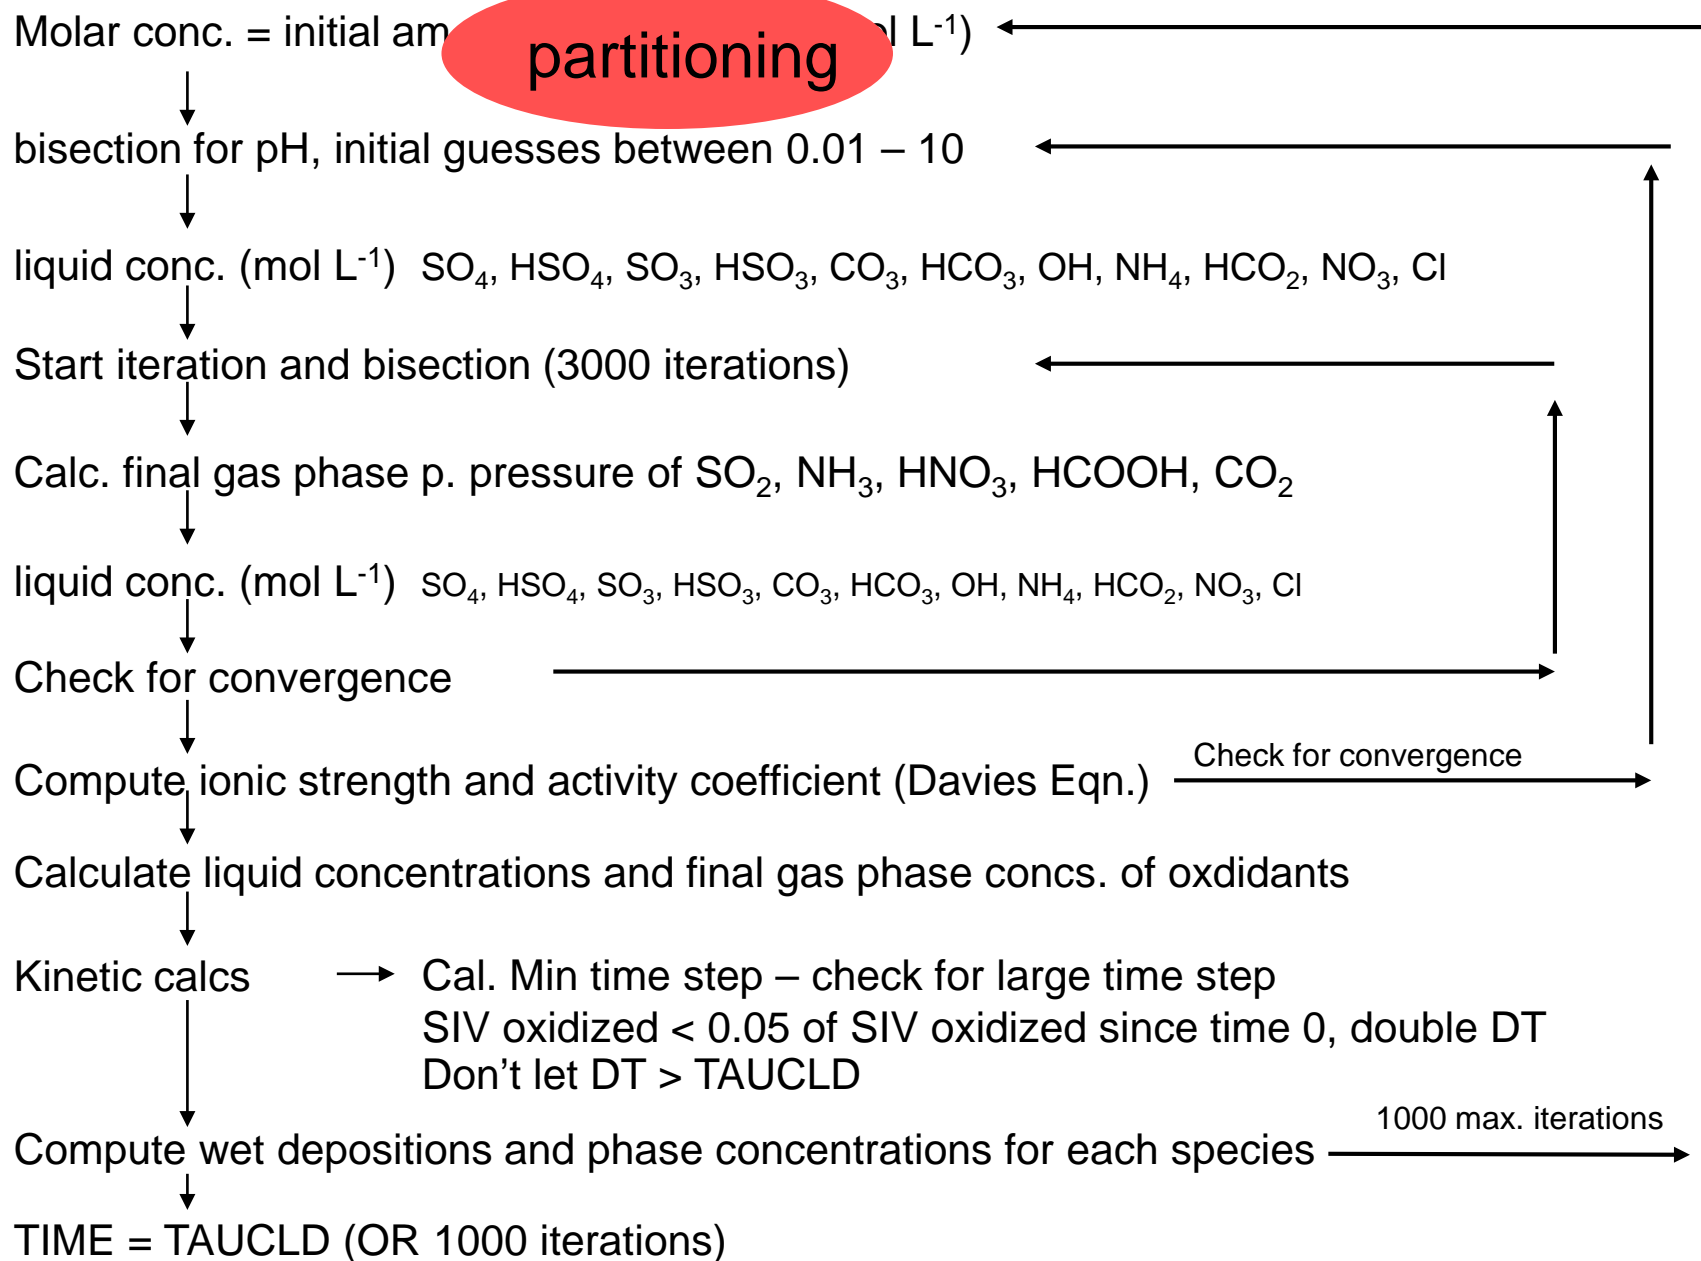 Molar conc. = initial am
partitioning
L⁻¹)
bisection for pH, initial guesses between 0.01 – 10
liquid conc. (mol L⁻¹) SO₄, HSO₄, SO₃, HSO₃, CO₃, HCO₃, OH, NH₄, HCO₂, NO₃, Cl
Start iteration and bisection (3000 iterations)
Calc. final gas phase p. pressure of SO₂, NH₃, HNO₃, HCOOH, CO₂
liquid conc. (mol L⁻¹) SO₄, HSO₄, SO₃, HSO₃, CO₃, HCO₃, OH, NH₄, HCO₂, NO₃, Cl
Check for convergence
Check for convergence
Compute ionic strength and activity coefficient (Davies Eqn.)
Calculate liquid concentrations and final gas phase concs. of oxdidants
Kinetic calcs
Cal. Min time step – check for large time step
SIV oxidized < 0.05 of SIV oxidized since time 0, double DT
Don’t let DT > TAUCLD
1000 max. iterations
Compute wet depositions and phase concentrations for each species
TIME = TAUCLD (OR 1000 iterations)